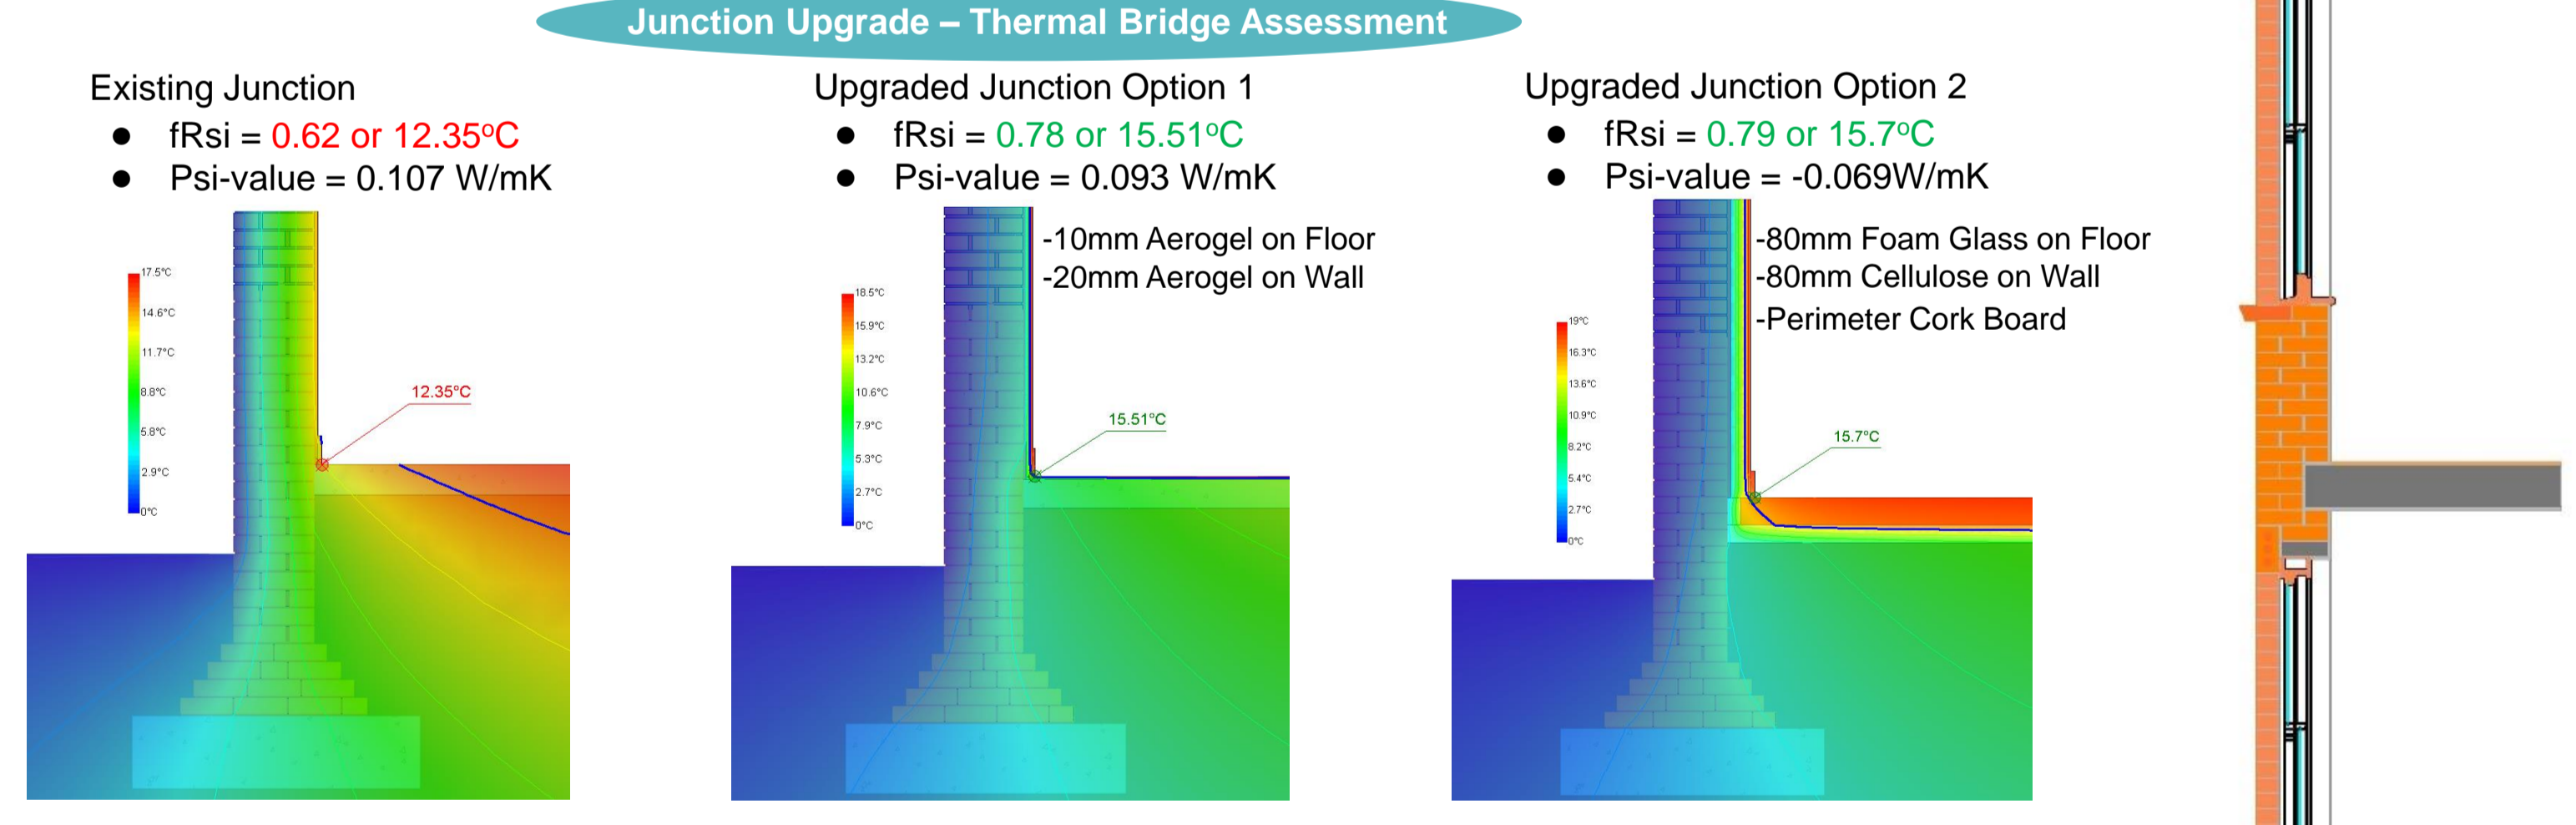 Junction Upgrade – Thermal Bridge Assessment
Existing Junction
● fRsi = 0.62 or 12.35ºC
● Psi-value = 0.107 W/mK
17.5°C
14.6°C
11.7°C
8.8°C
5.8°C
2.9°C
0°C
12.35°C
Upgraded Junction Option 1
● fRsi = 0.78 or 15.51ºC
● Psi-value = 0.093 W/mK
-10mm Aerogel on Floor
-20mm Aerogel on Wall
18.5°C
15.9°C
13.2°C
10.6°C
7.9°C
5.3°C
2.7°C
0°C
15.51°C
Upgraded Junction Option 2
● fRsi = 0.79 or 15.7ºC
● Psi-value = -0.069W/mK
-80mm Foam Glass on Floor
-80mm Cellulose on Wall
-Perimeter Cork Board
19°C
16.3°C
13.6°C
10.9°C
8.2°C
5.4°C
2.7°C
0°C
15.7°C